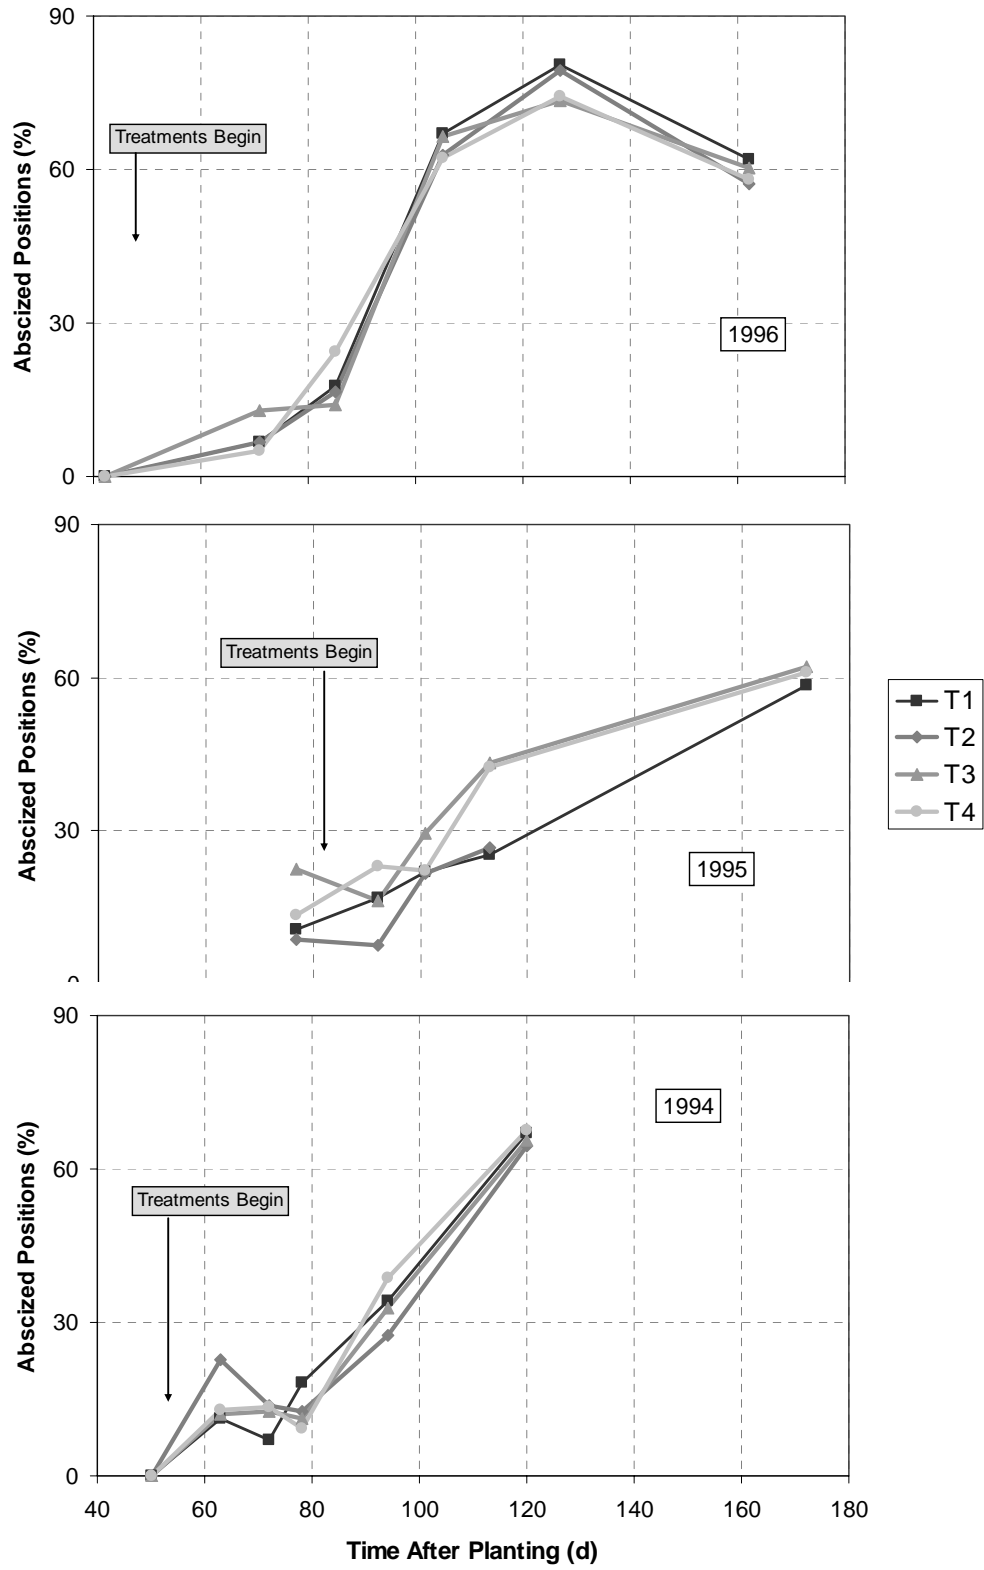 90
Treatments Begin
60
Abscized Positions (%)
30
1996
0
90
Treatments Begin
60
Abscized Positions (%)
30
1995
0
T1
T2
T3
T4
90
1994
60
Treatments Begin
Abscized Positions (%)
30
0
40 60 80 100 120 140 160 180
Time After Planting (d)